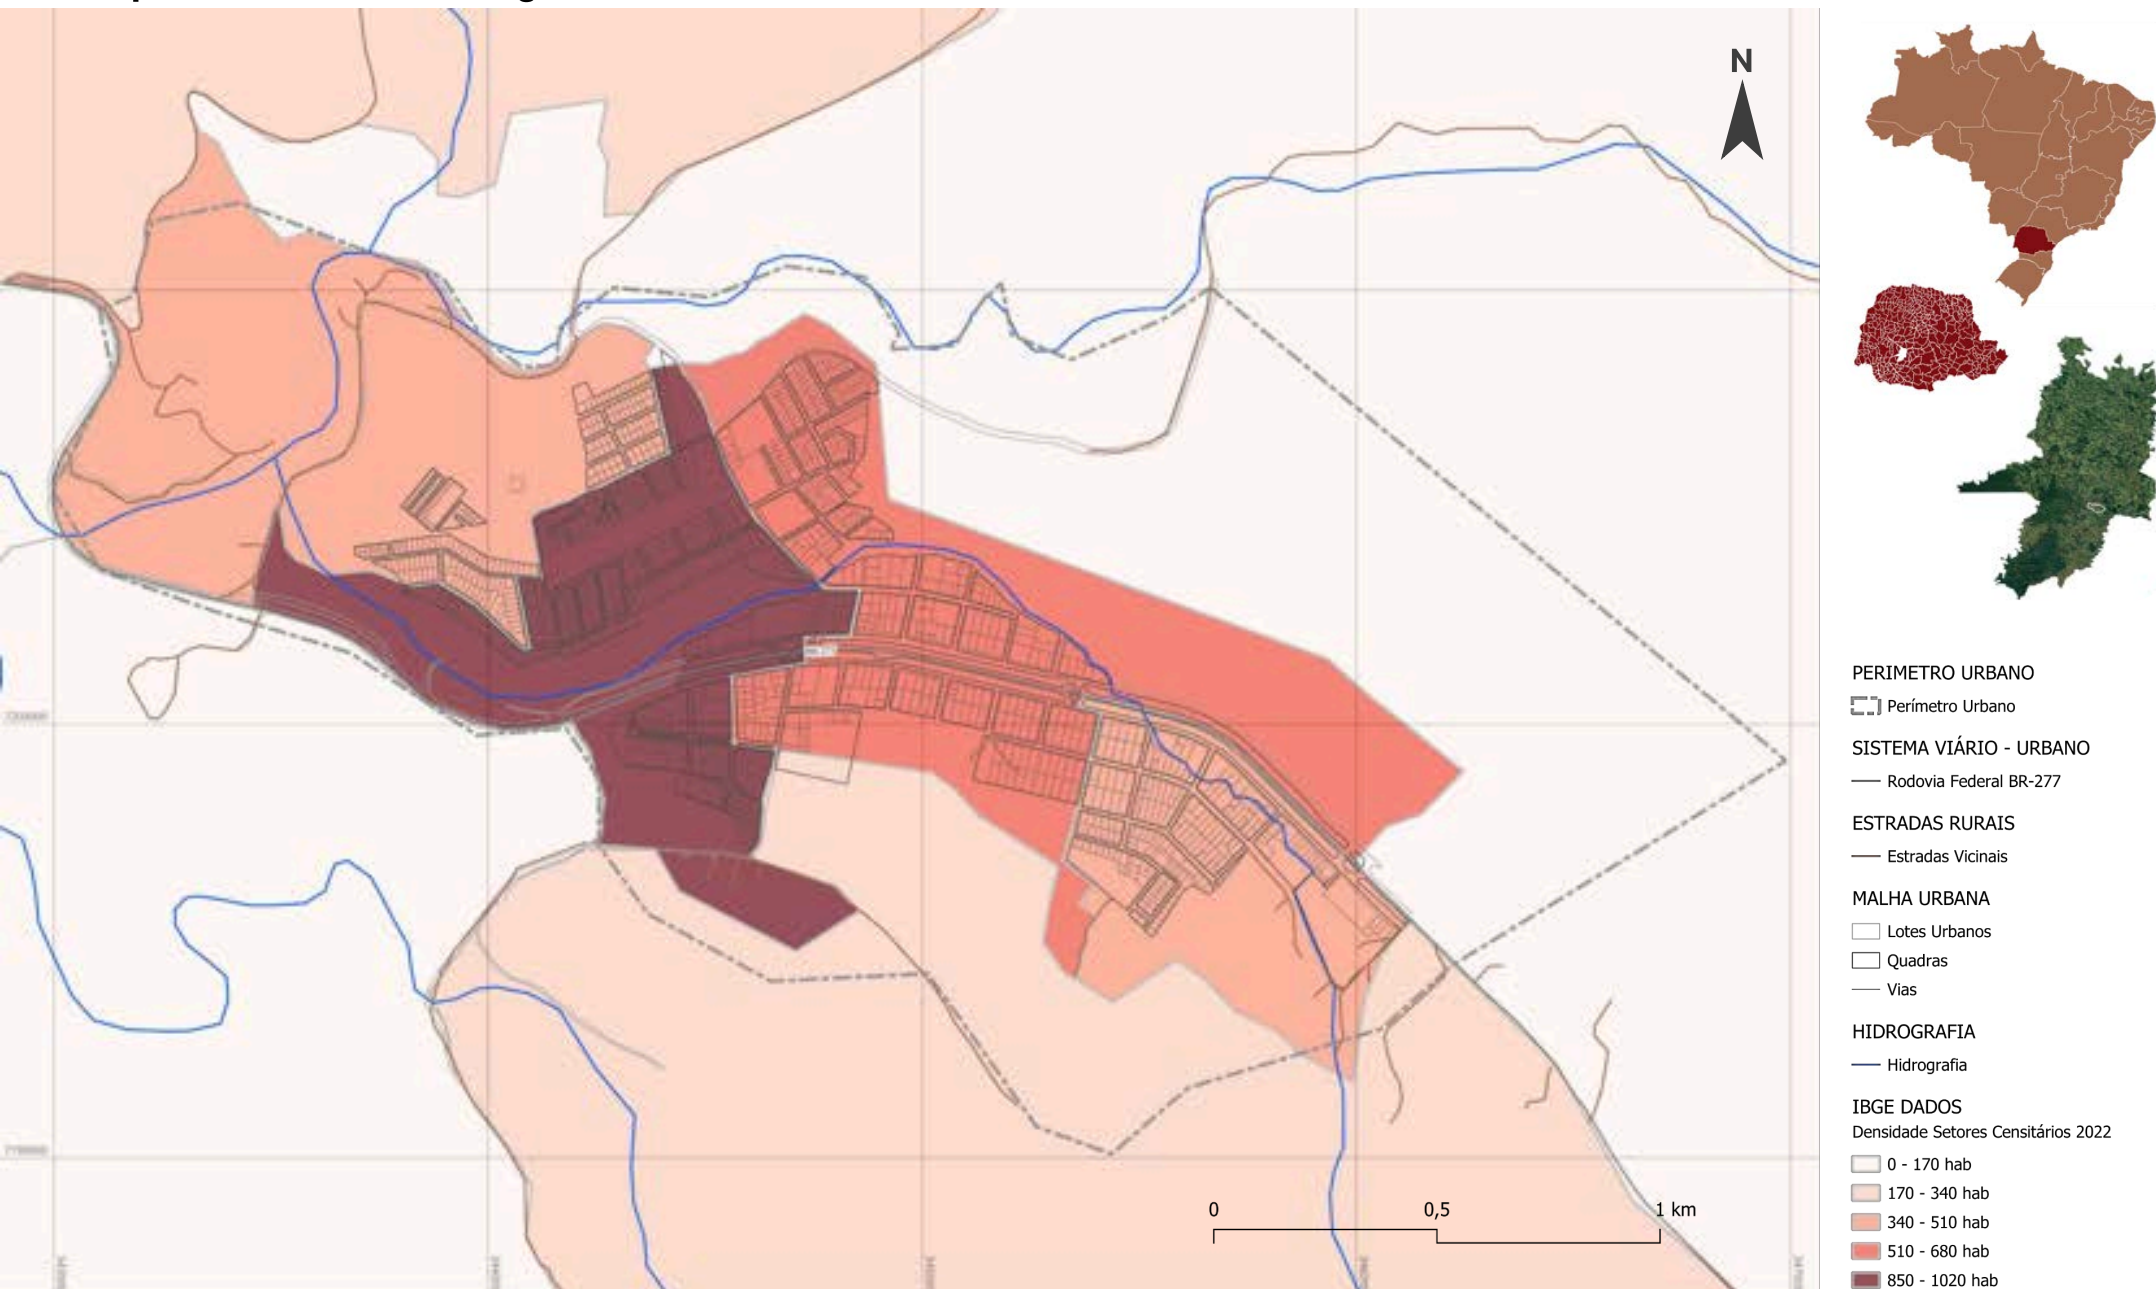 N
0 0,5 1 km
PERIMETRO URBANO
Perímetro Urbano
SISTEMA VIÁRIO - URBANO
Rodovia Federal BR-277
ESTRADAS RURAIS
Estradas Vicinais
MALHA URBANA
Lotes Urbanos
Quadras
Vias
HIDROGRAFIA
Hidrografia
IBGE DADOS
Densidade Setores Censitários 2022
0 - 170 hab
170 - 340 hab
340 - 510 hab
510 - 680 hab
850 - 1020 hab